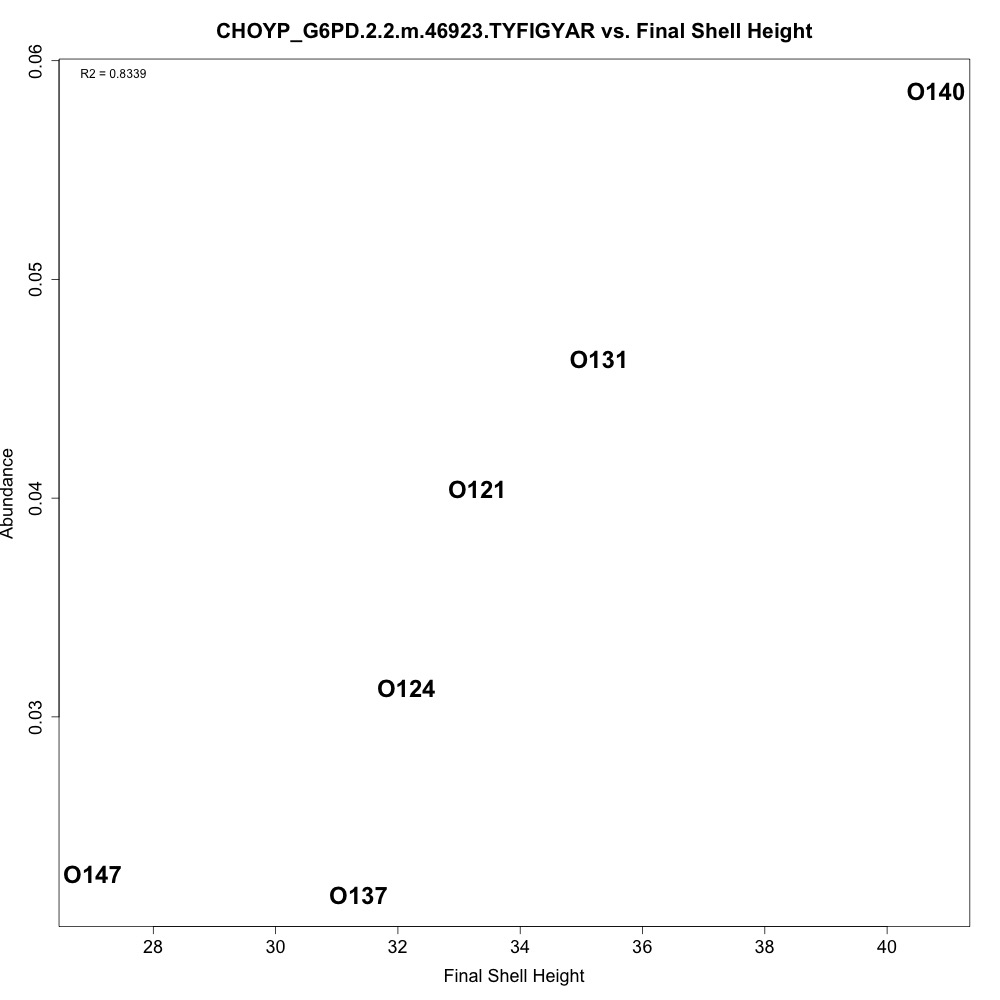 CHOYP_G6PD.2.2.m.46923.TYFIGYAR vs. Final Shell Height
R2 = 0.8339
0.06
0.05
0.04
0.03
Abundance
O140
O131
O121
O124
O147
O137
28 30 32 34 36 38 40
Final Shell Height